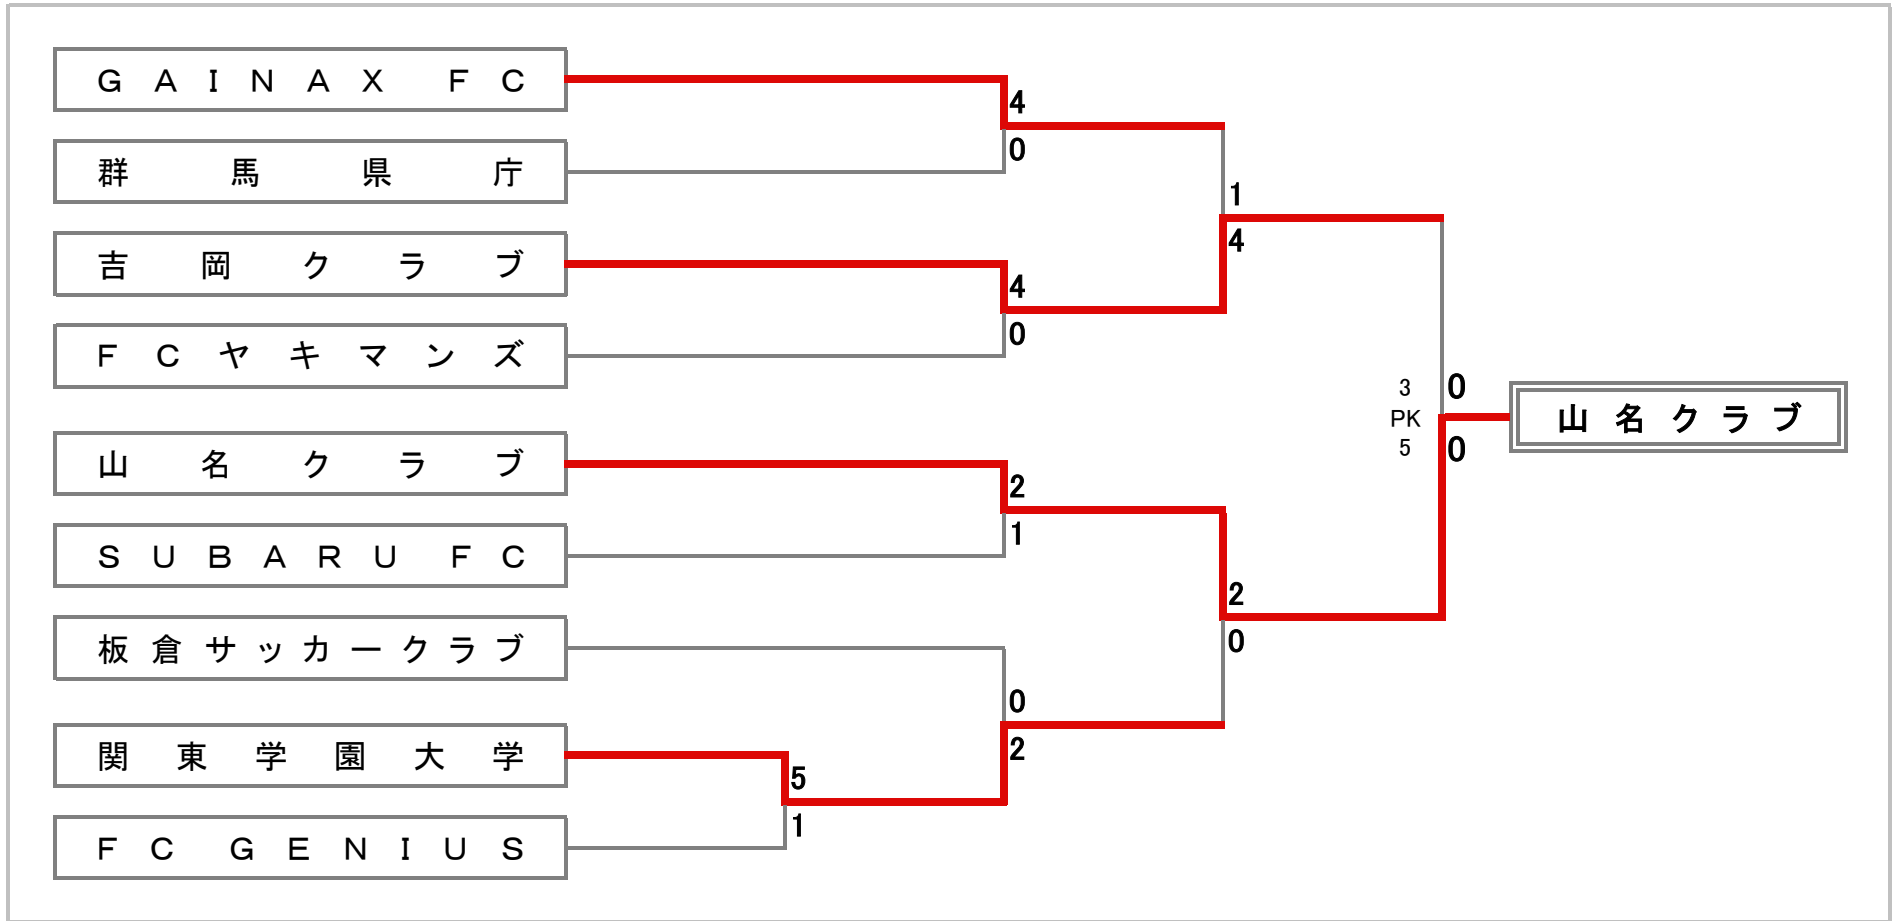 GAINAX FC
4
0
群馬県庁
1
4
吉岡クラブ
4
0
FCヤキマンズ
3
PK
5
0
0
山名クラブ
山名クラブ
2
1
SUBARU FC
2
0
板倉サッカークラブ
0
2
関東学園大学
5
1
FC GENIUS